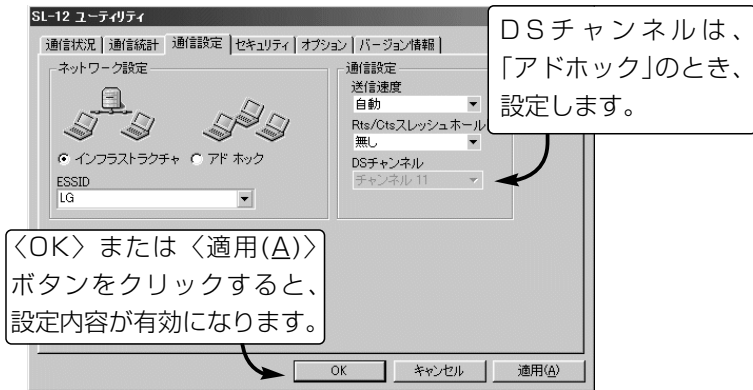 SL-12 ユーティリティ
通信状況 通信統計 通信設定 セキュリティ オプション バージョン情報
ネットワーク設定
インフラストラクチャ アド ホック
ESSID
LG
通信設定
送信速度
自動
Rts/Ctsスレッシュホール
無し
DSチャンネル
チャンネル 11
DSチャンネルは、
「アドホック」のとき、
設定します。
〈OK〉または〈適用(A)〉
ボタンをクリックすると、
設定内容が有効になります。
OK キャンセル 適用(A)